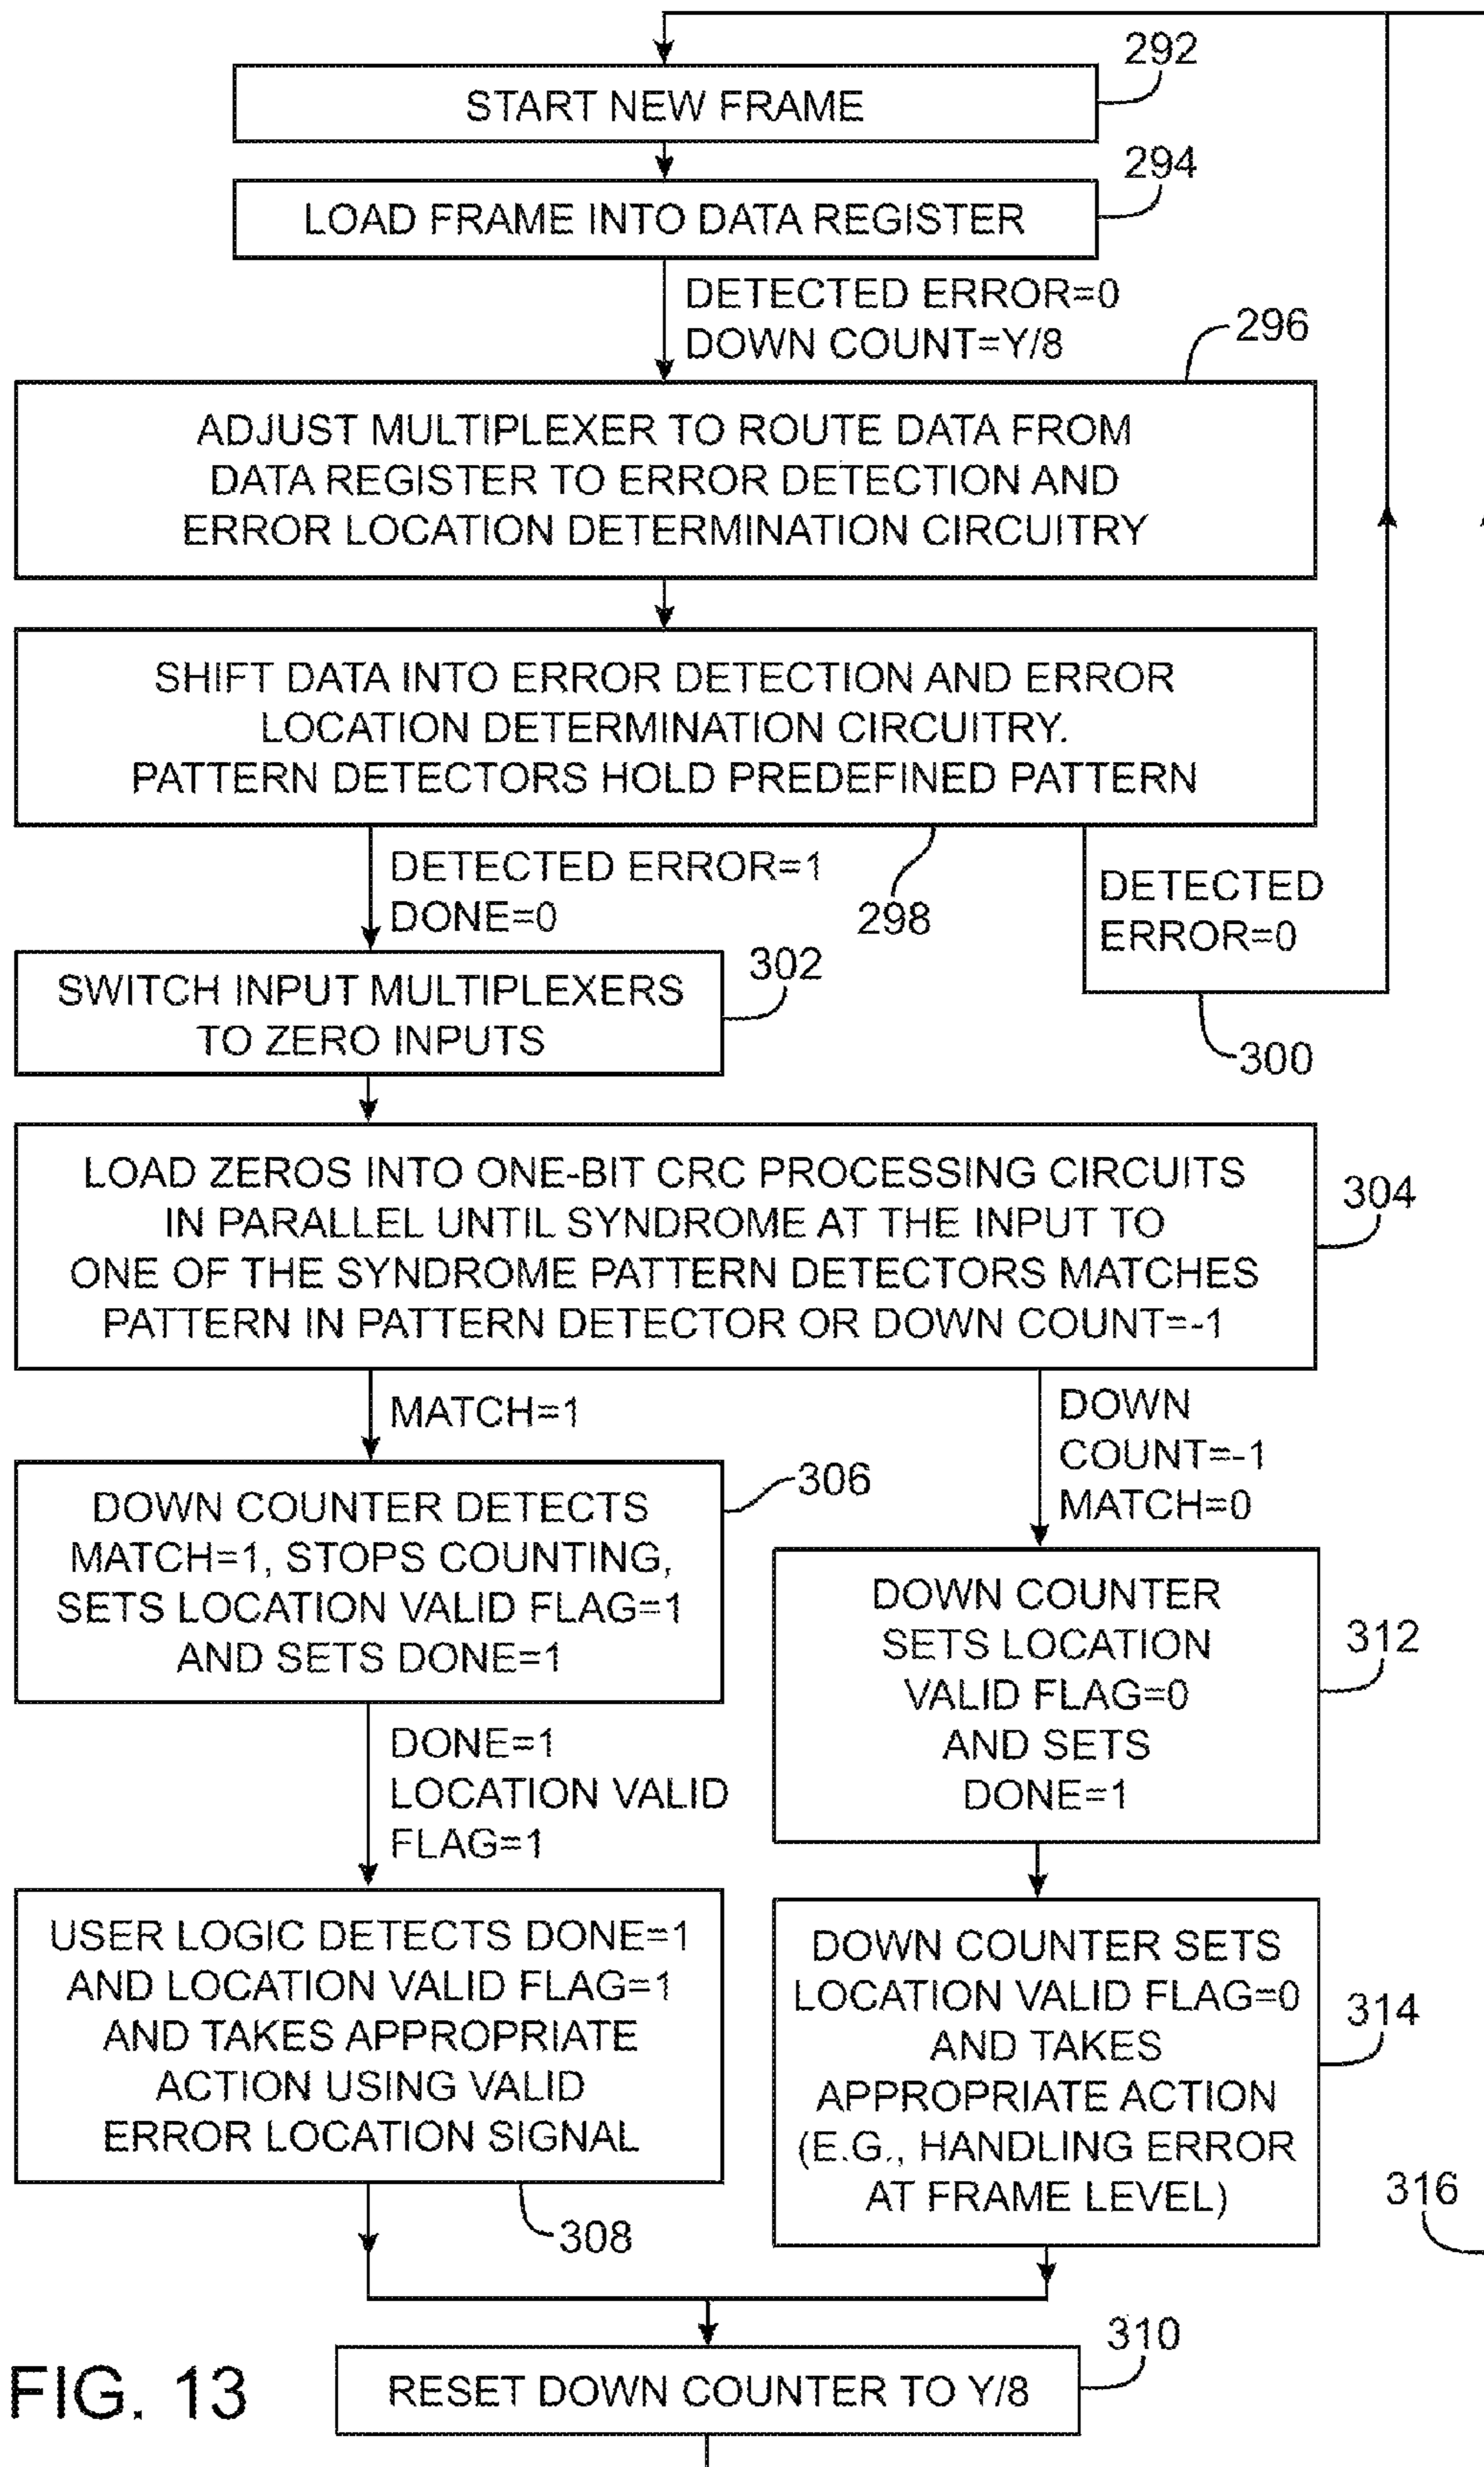 292
START NEW FRAME
294
LOAD FRAME INTO DATA REGISTER
DETECTED ERROR=0
DOWN COUNT=Y/8
296
ADJUST MULTIPLEXER TO ROUTE DATA FROM
DATA REGISTER TO ERROR DETECTION AND
ERROR LOCATION DETERMINATION CIRCUITRY
SHIFT DATA INTO ERROR DETECTION AND ERROR
LOCATION DETERMINATION CIRCUITRY.
PATTERN DETECTORS HOLD PREDEFINED PATTERN
DETECTED ERROR=1
DONE=0
298
DETECTED
ERROR=0
300
SWITCH INPUT MULTIPLEXERS
TO ZERO INPUTS
302
LOAD ZEROS INTO ONE-BIT CRC PROCESSING CIRCUITS
IN PARALLEL UNTIL SYNDROME AT THE INPUT TO
ONE OF THE SYNDROME PATTERN DETECTORS MATCHES
PATTERN IN PATTERN DETECTOR OR DOWN COUNT=-1
304
MATCH=1
DOWN
COUNT=-1
MATCH=0
306
DOWN COUNTER DETECTS
MATCH=1, STOPS COUNTING,
SETS LOCATION VALID FLAG=1
AND SETS DONE=1
DOWN COUNTER
SETS LOCATION
VALID FLAG=0
AND SETS
DONE=1
312
DONE=1
LOCATION VALID
FLAG=1
USER LOGIC DETECTS DONE=1
AND LOCATION VALID FLAG=1
AND TAKES APPROPRIATE
ACTION USING VALID
ERROR LOCATION SIGNAL
308
DOWN COUNTER SETS
LOCATION VALID FLAG=0
AND TAKES
APPROPRIATE ACTION
(E.G., HANDLING ERROR
AT FRAME LEVEL)
314
316
310
RESET DOWN COUNTER TO Y/8
FIG. 13